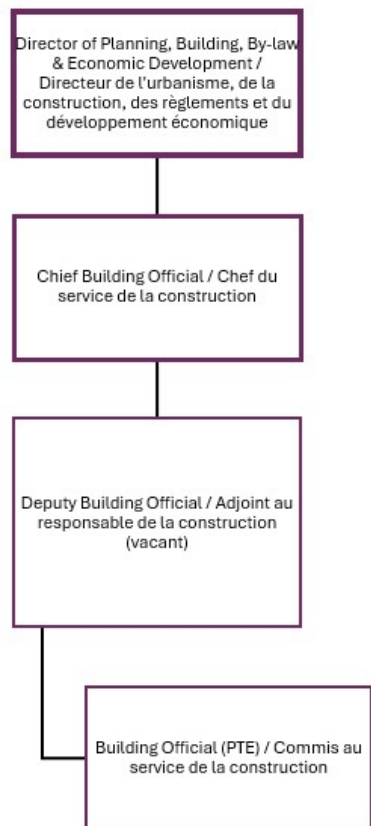 Director of Planning, Building, By-law
& Economic Development /
Directeur de l'urbanisme, de la
construction, des règlements et du
développement économique
Chief Building Official / Chef du
service de la construction
Deputy Building Official / Adjoint au
responsable de la construction
(vacant)
Building Official (PTE) / Commis au
service de la construction